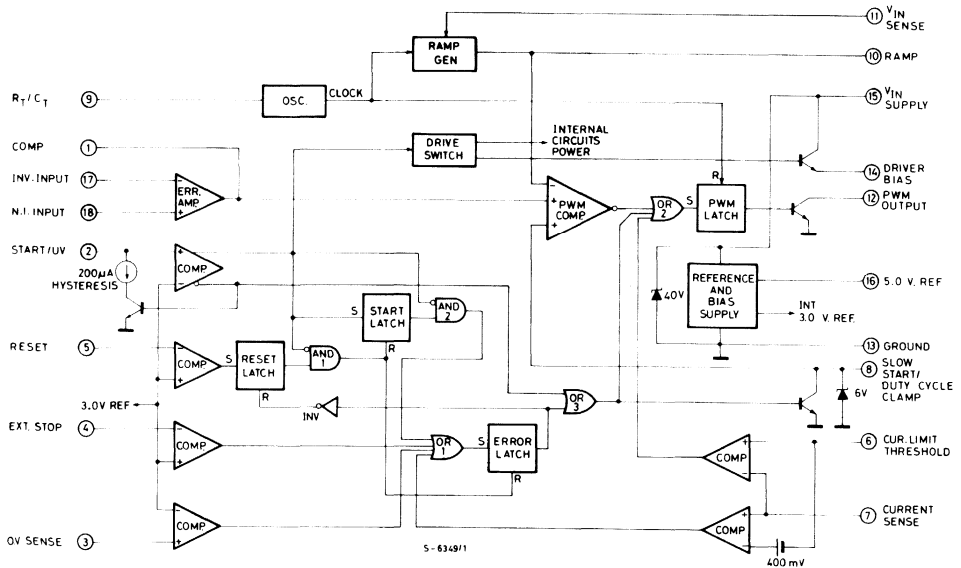 11 V IN
SENSE
RAMP
GEN
10 RAMP
RT/CT 9
OSC.
CLOCK
15 V IN
SUPPLY
COMP 1
DRIVE
SWITCH
INTERNAL
CIRCUITS
POWER
INV. INPUT 17
ERR.
AMP
N.I. INPUT 18
14 DRIVER
BIAS
12 PWM
OUTPUT
PWM
COMP.
OR
2
S
R
PWM
LATCH
START/UV 2
200µA
HYSTERESIS
COMP
40V
REFERENCE
AND
BIAS
SUPPLY
16 5.0 V. REF
INT
3.0 V. REF.
S
START
LATCH
R
AND
2
RESET 5
COMP.
S
RESET
LATCH
R
AND
1
13 GROUND
8 SLOW
START/
DUTY CYCLE
CLAMP
6V
3.0V REF
INV
OR
3
EXT. STOP 4
COMP.
OR
1
S
ERROR
LATCH
R
COMP
6 CUR.LIMIT
THRESHOLD
OV SENSE 3
COMP.
COMP
7 CURRENT
SENSE
400 mV
S-6349/1